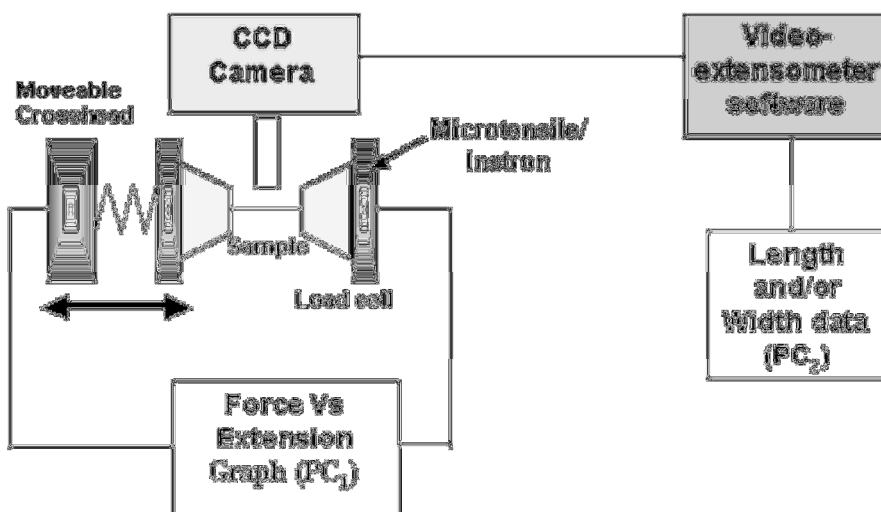 CCD
Camera
Video-
extensometer
software
Moveable
Crosshead
Microtensile/
Instron
Sample
Load cell
Length
and/or
Width data
(PC2)
Force Vs
Extension
Graph (PC1)